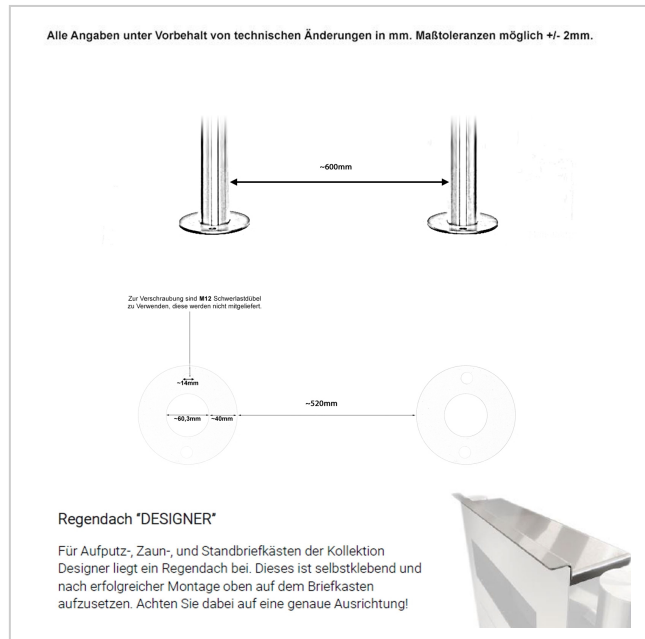 Alle Angaben unter Vorbehalt von technischen Änderungen in mm. Maßtoleranzen möglich +/- 2mm.
~600mm
Zur Verschraubung sind M12 Schwerlastdübel
zu Verwenden, diese werden nicht mitgeliefert.
~14mm
~60,3mm
~40mm
~520mm
Regendach "DESIGNER"
Für Aufputz-, Zaun-, und Standbriefkästen der Kollektion
Designer liegt ein Regendach bei. Dieses ist selbstklebend und
nach erfolgreicher Montage oben auf dem Briefkasten
aufzusetzen. Achten Sie dabei auf eine genaue Ausrichtung!